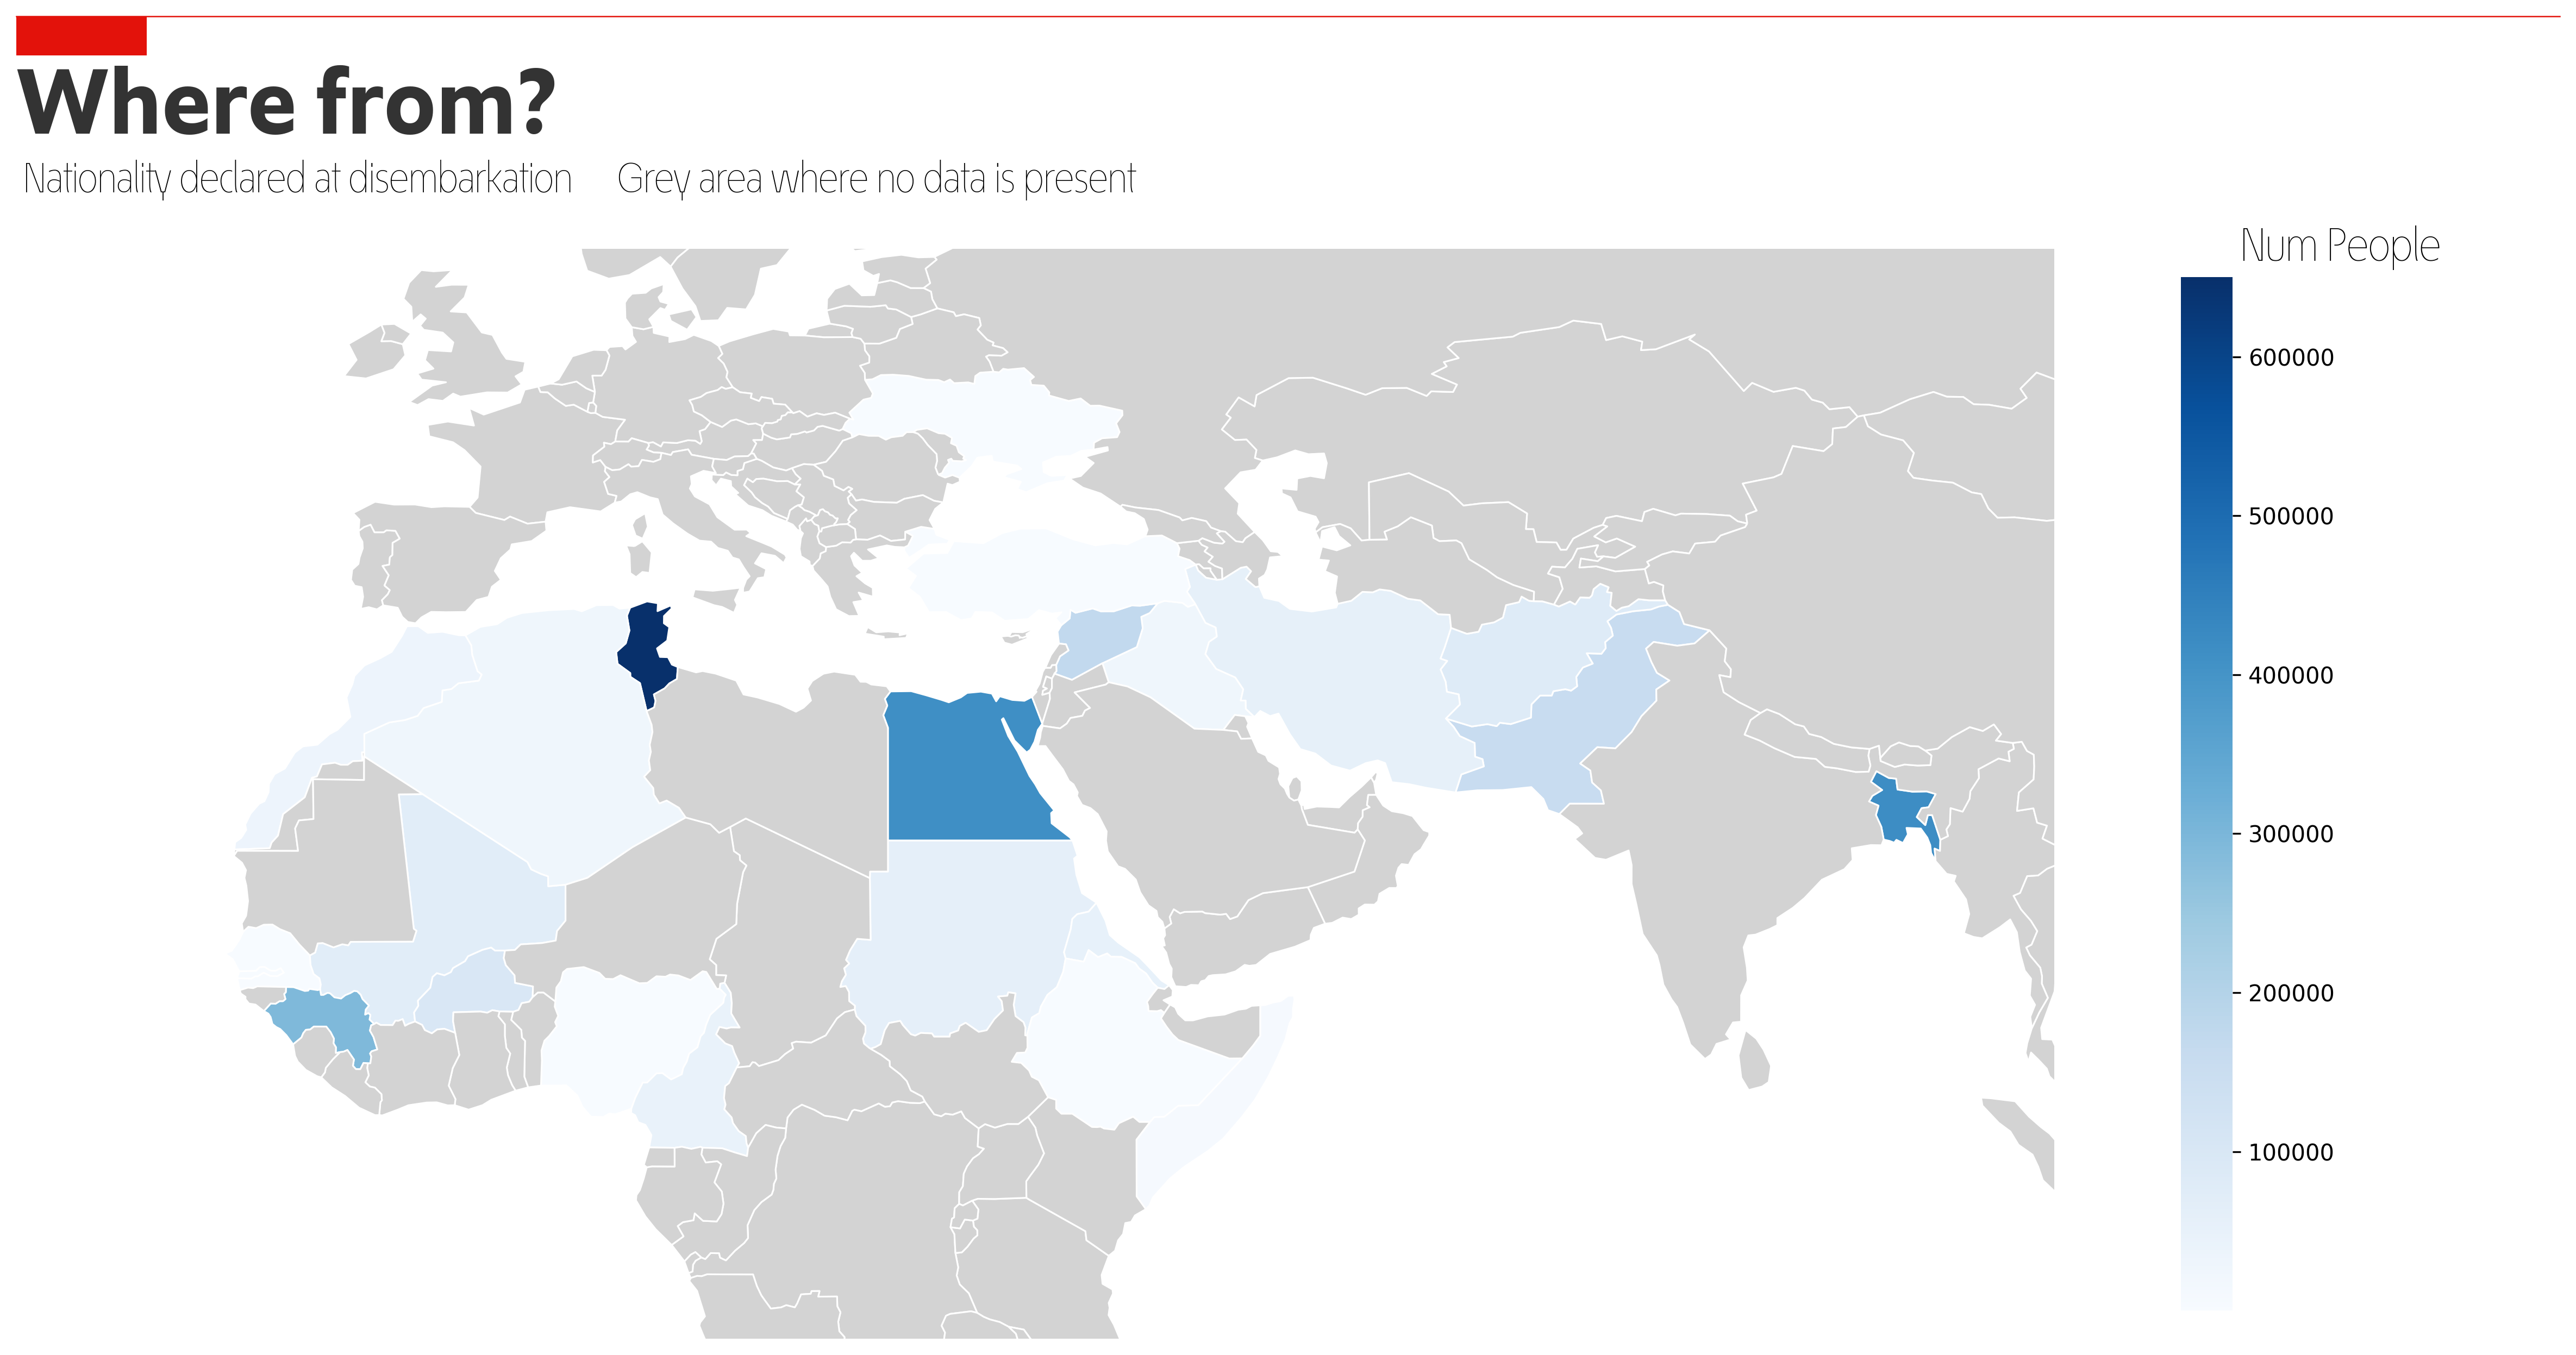 Where from?
Nationality declared at disembarkation Grey area where no data is present
Num People
600000
500000
400000
300000
200000
100000